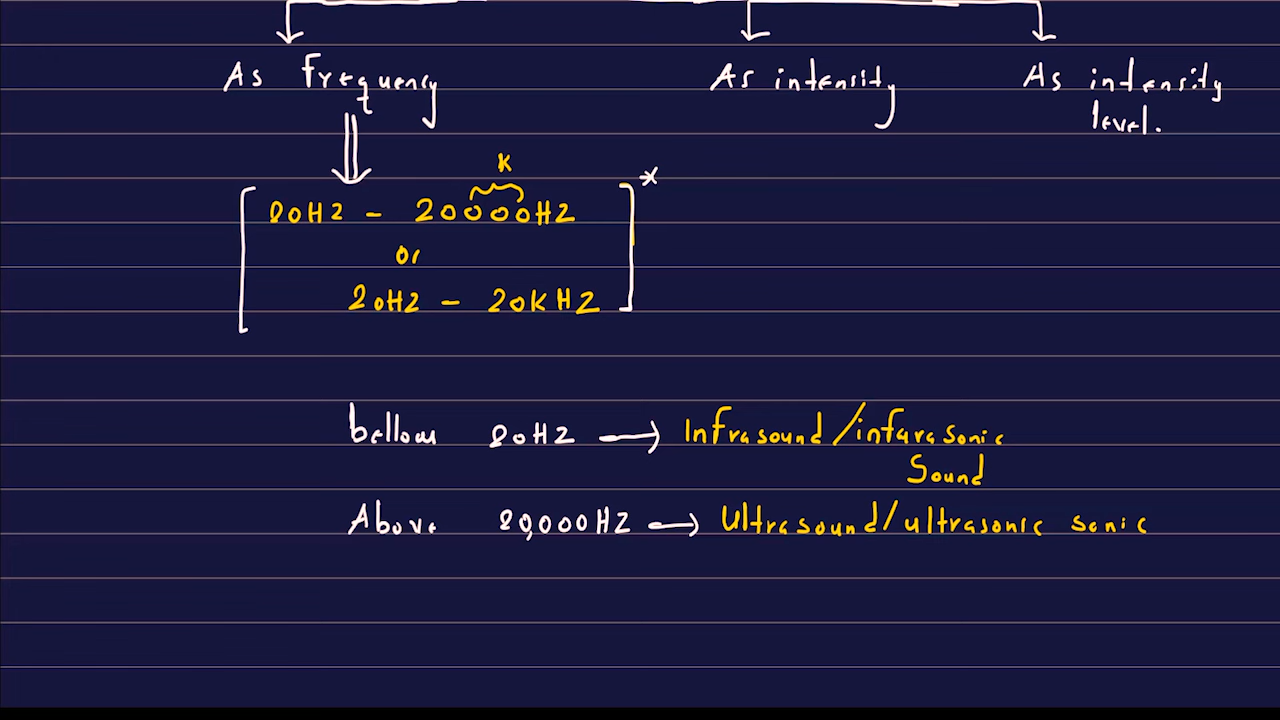 As frequency As intensity As intensity
level.
K
20HZ - 20000HZ *
or
20HZ - 20KHZ
bellow 20HZ → Infrasound/infarasonic
Sound
Above 20,000HZ → Ultrasound/ultrasonic sonic